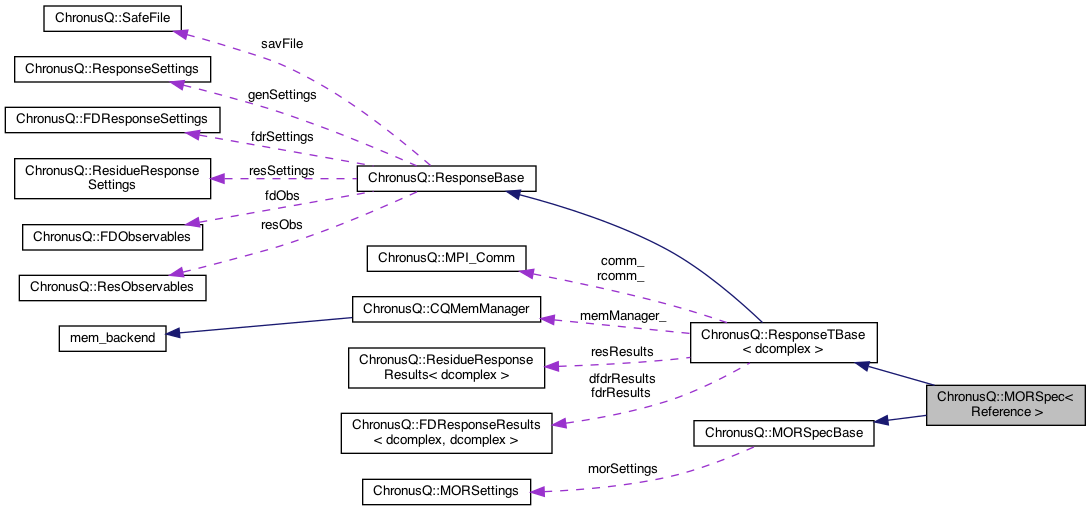 ChronusQ::SafeFile
savFile
ChronusQ::ResponseSettings
genSettings
ChronusQ::FDResponseSettings
fdrSettings
ChronusQ::ResidueResponse
Settings
resSettings
ChronusQ::ResponseBase
fdObs
ChronusQ::FDObservables
resObs
ChronusQ::ResObservables
ChronusQ::MPI_Comm
comm_
rcomm_
ChronusQ::CQMemManager
memManager_
mem_backend
ChronusQ::ResponseTBase
< dcomplex >
ChronusQ::ResidueResponse
Results< dcomplex >
resResults
dfdrResults
fdrResults
ChronusQ::MORSpec<
Reference >
ChronusQ::FDResponseResults
< dcomplex, dcomplex >
ChronusQ::MORSpecBase
morSettings
ChronusQ::MORSettings